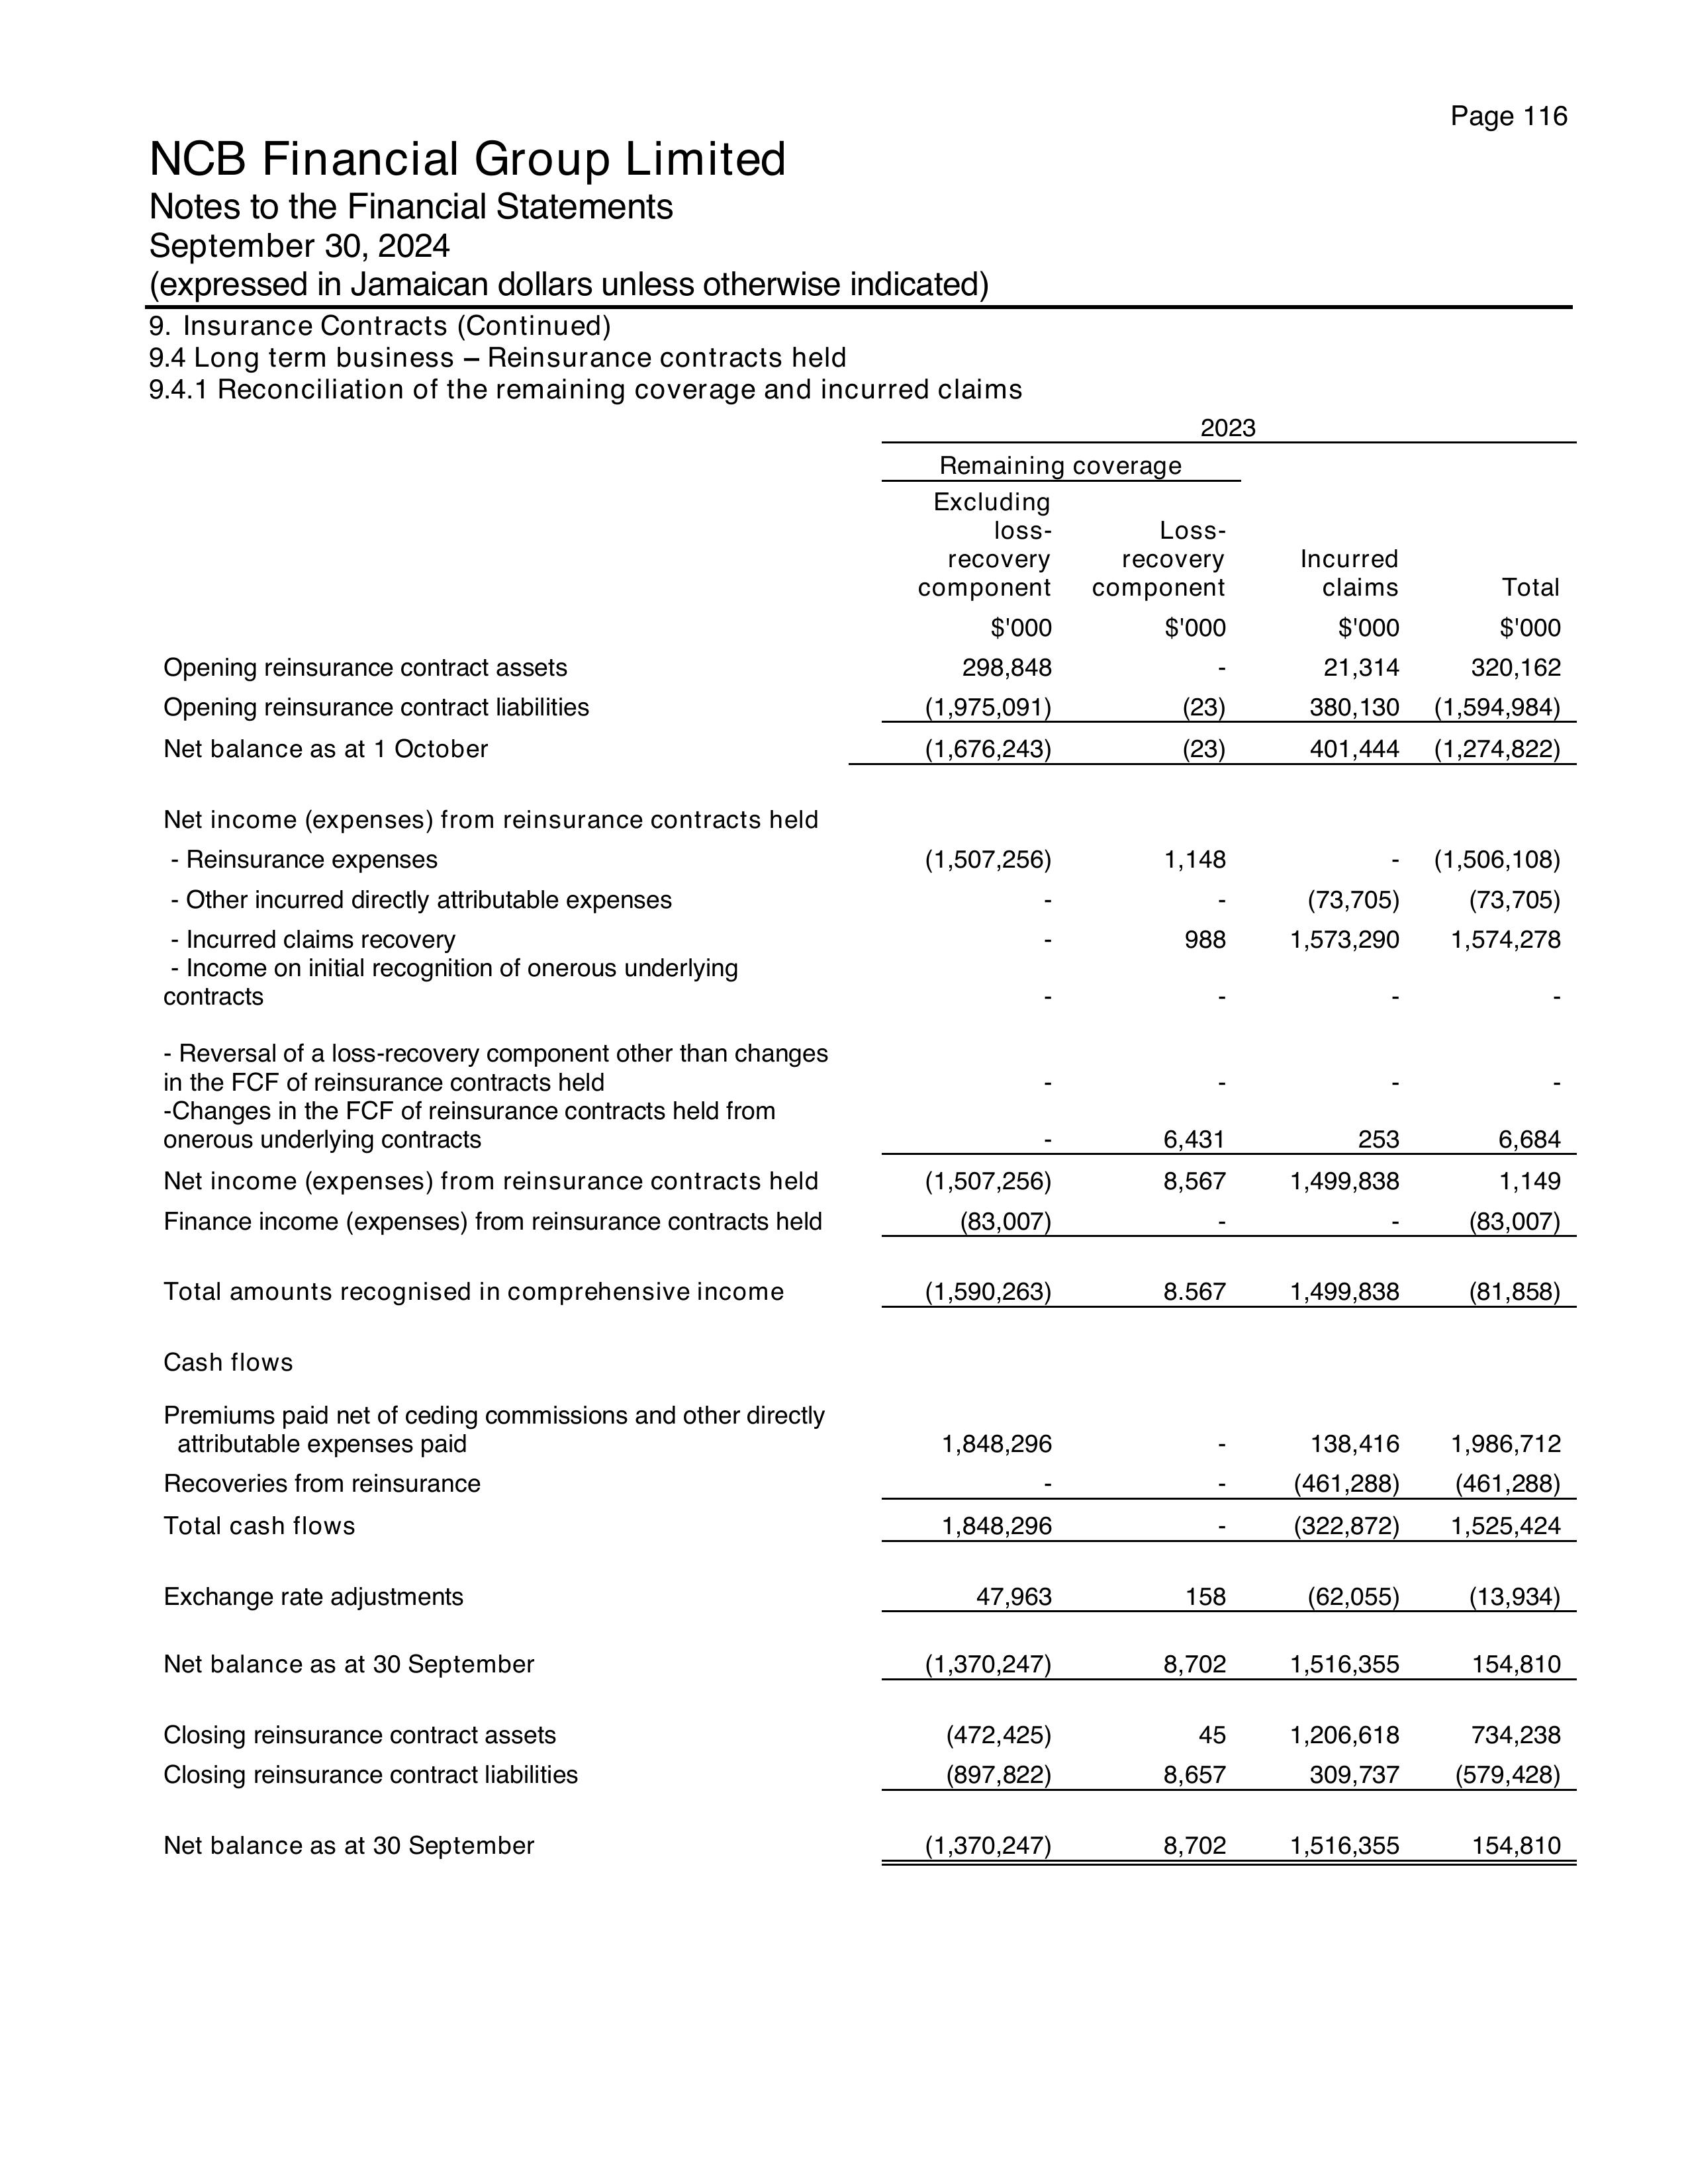 Page 116
NCB Financial Group Limited
Notes to the Financial Statements
September 30, 2024
(expressed in Jamaican dollars unless otherwise indicated)
9. Insurance Contracts (Continued)
9.4 Long term business – Reinsurance contracts held
9.4.1 Reconciliation of the remaining coverage and incurred claims
2023
Remaining coverage
Excluding
loss- Loss-
recovery recovery Incurred
component component claims Total
$'000 $'000 $'000 $'000
Opening reinsurance contract assets 298,848 - 21,314 320,162
Opening reinsurance contract liabilities (1,975,091) (23) 380,130 (1,594,984)
Net balance as at 1 October (1,676,243) (23) 401,444 (1,274,822)
Net income (expenses) from reinsurance contracts held
- Reinsurance expenses (1,507,256) 1,148 - (1,506,108)
- Other incurred directly attributable expenses - - (73,705) (73,705)
- Incurred claims recovery - 988 1,573,290 1,574,278
- Income on initial recognition of onerous underlying
contracts - - - -
- Reversal of a loss-recovery component other than changes
in the FCF of reinsurance contracts held - - - -
-Changes in the FCF of reinsurance contracts held from
onerous underlying contracts - 6,431 253 6,684
Net income (expenses) from reinsurance contracts held (1,507,256) 8,567 1,499,838 1,149
Finance income (expenses) from reinsurance contracts held (83,007) - - (83,007)
Total amounts recognised in comprehensive income (1,590,263) 8.567 1,499,838 (81,858)
Cash flows
Premiums paid net of ceding commissions and other directly
attributable expenses paid 1,848,296 - 138,416 1,986,712
Recoveries from reinsurance - - (461,288) (461,288)
Total cash flows 1,848,296 - (322,872) 1,525,424
Exchange rate adjustments 47,963 158 (62,055) (13,934)
Net balance as at 30 September (1,370,247) 8,702 1,516,355 154,810
Closing reinsurance contract assets (472,425) 45 1,206,618 734,238
Closing reinsurance contract liabilities (897,822) 8,657 309,737 (579,428)
Net balance as at 30 September (1,370,247) 8,702 1,516,355 154,810